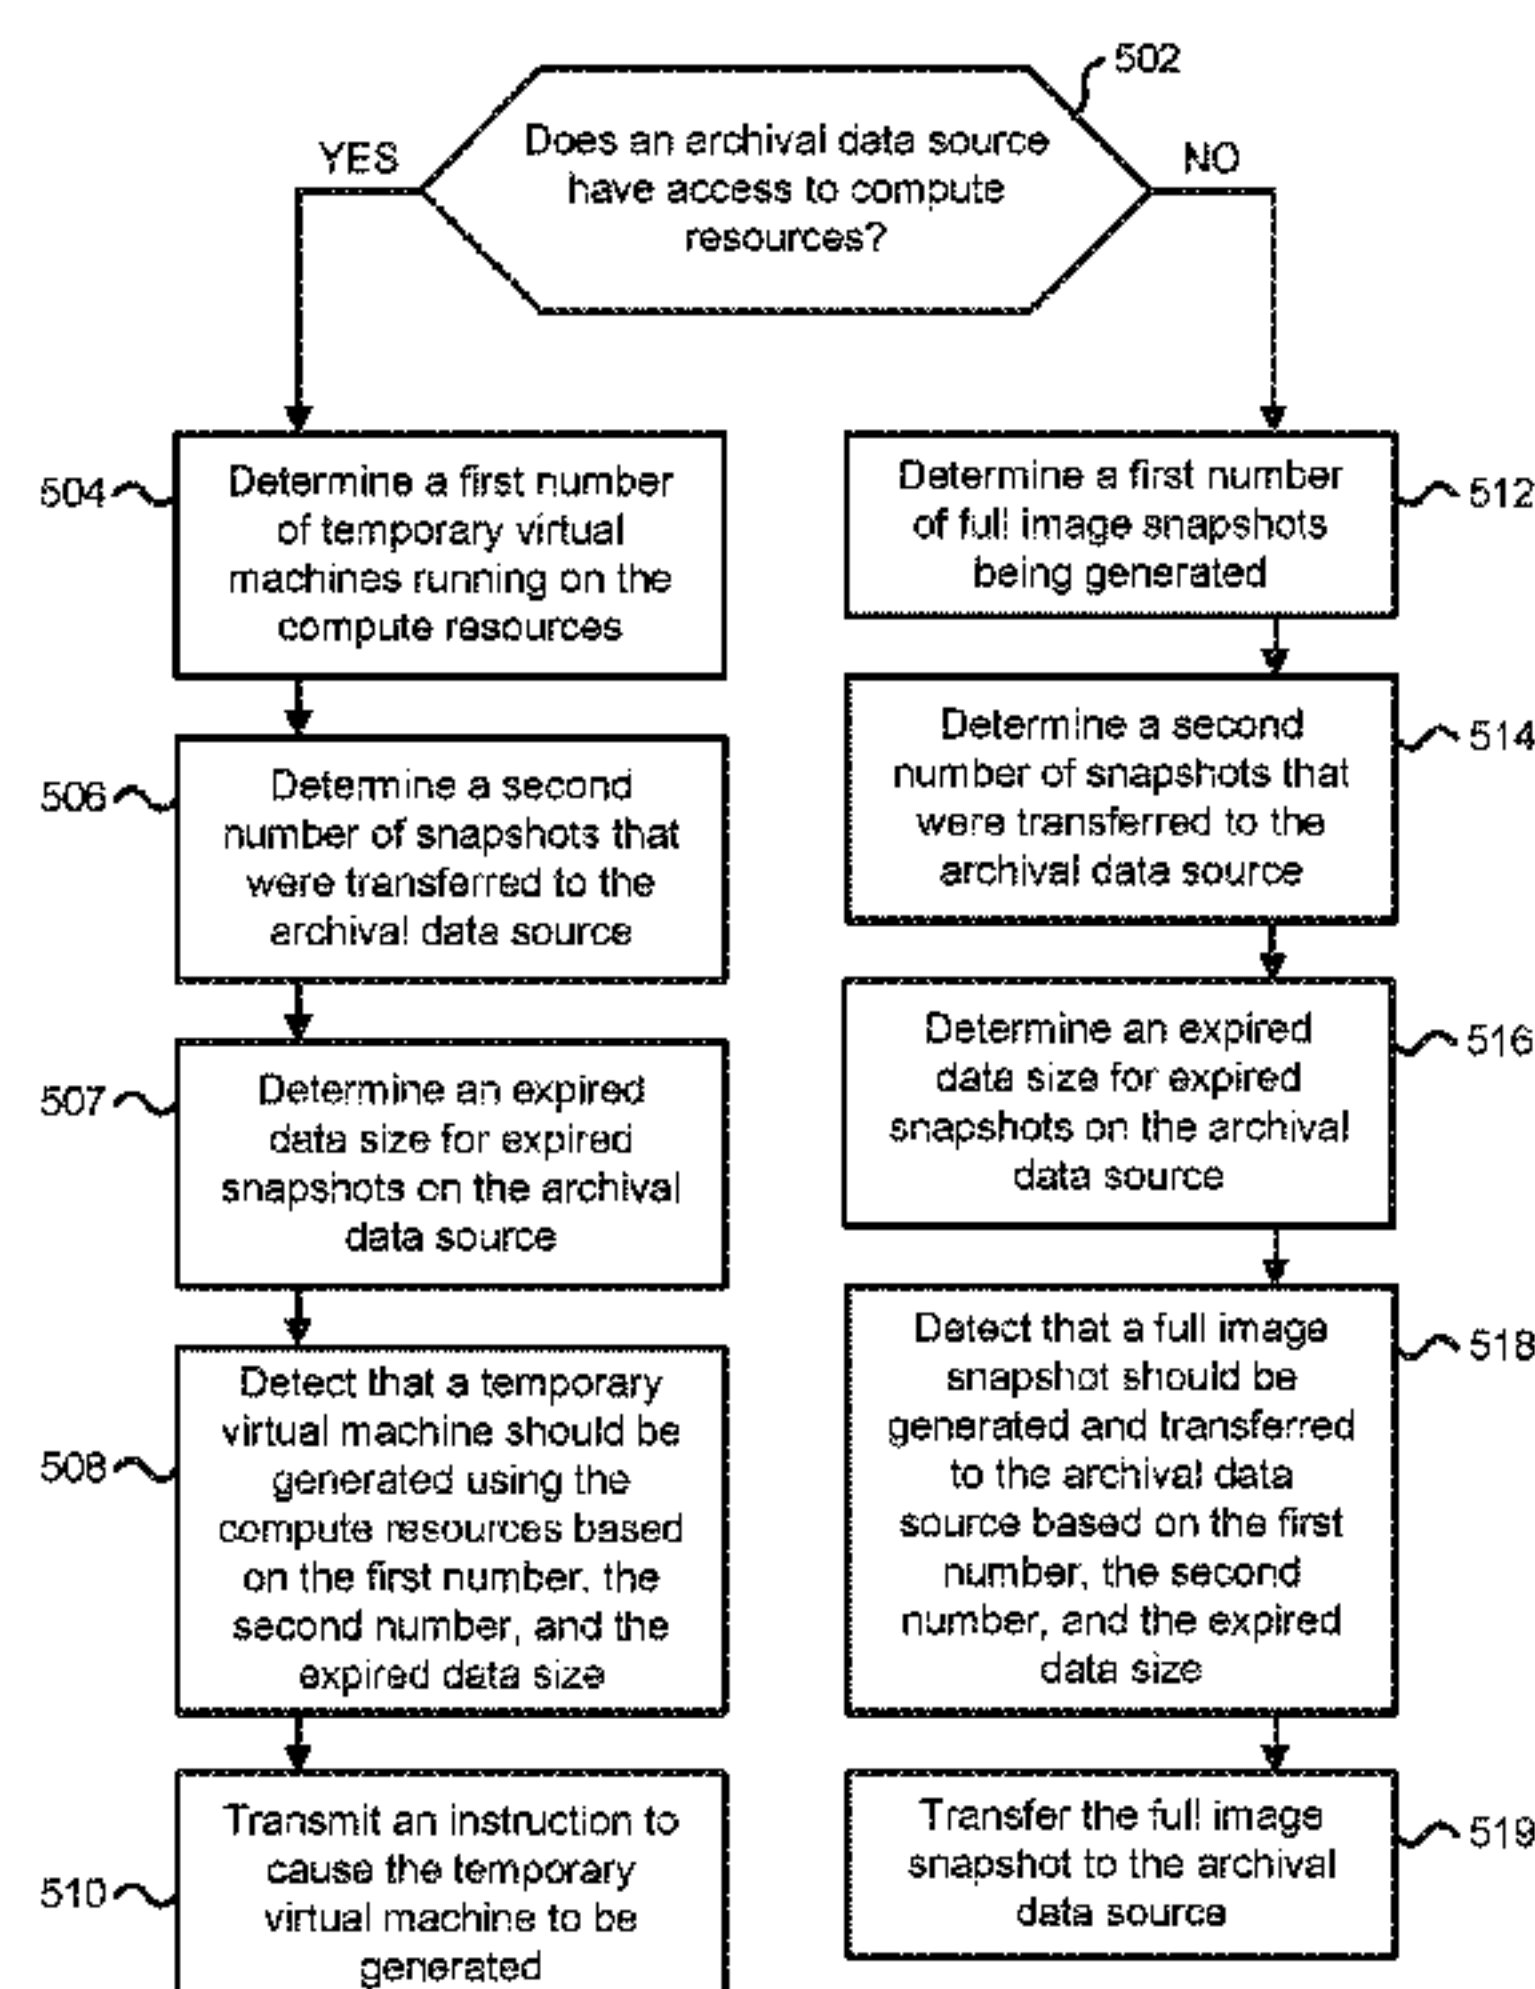 502
Does an archival data source
have access to compute
resources?
YES
NO
504
Determine a first number
of temporary virtual
machines running on the
compute resources
506
Determine a second
number of snapshots that
were transferred to the
archival data source
507
Determine an expired
data size for expired
snapshots on the archival
data source
508
Detect that a temporary
virtual machine should be
generated using the
compute resources based
on the first number, the
second number, and the
expired data size
510
Transmit an instruction to
cause the temporary
virtual machine to be
generated
512
Determine a first number
of full image snapshots
being generated
514
Determine a second
number of snapshots that
were transferred to the
archival data source
516
Determine an expired
data size for expired
snapshots on the archival
data source
518
Detect that a full image
snapshot should be
generated and transferred
to the archival data
source based on the first
number, the second
number, and the expired
data size
519
Transfer the full image
snapshot to the archival
data source